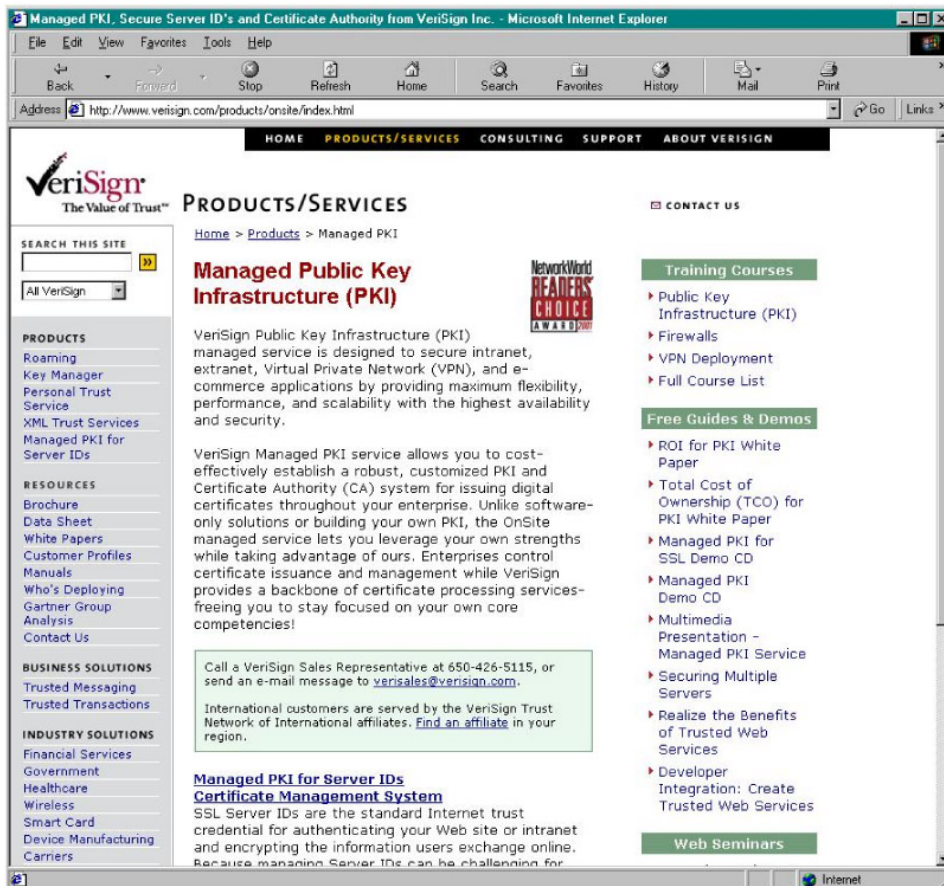 Managed PKI, Secure Server ID's and Certificate Authority from VeriSign Inc. - Microsoft Internet Explorer
File Edit View Favorites Tools Help
Back Forward Stop Refresh Home Search Favorites History Mail Print
Address http://www.verisign.com/products/onsite/index.html Go Links
HOME PRODUCTS/SERVICES CONSULTING SUPPORT ABOUT VERISIGN
VeriSign
The Value of Trust™
PRODUCTS/SERVICES
CONTACT US
SEARCH THIS SITE
All VeriSign
PRODUCTS
Roaming
Key Manager
Personal Trust
Service
XML Trust Services
Managed PKI for
Server IDs
RESOURCES
Brochure
Data Sheet
White Papers
Customer Profiles
Manuals
Who's Deploying
Gartner Group
Analysis
Contact Us
BUSINESS SOLUTIONS
Trusted Messaging
Trusted Transactions
INDUSTRY SOLUTIONS
Financial Services
Government
Healthcare
Wireless
Smart Card
Device Manufacturing
Carriers
Home > Products > Managed PKI
Managed Public Key
Infrastructure (PKI)
NetworkWorld
READERS'
CHOICE
AWARD 2001
VeriSign Public Key Infrastructure (PKI)
managed service is designed to secure intranet,
extranet, Virtual Private Network (VPN), and e-
commerce applications by providing maximum flexibility,
performance, and scalability with the highest availability
and security.
VeriSign Managed PKI service allows you to cost-
effectively establish a robust, customized PKI and
Certificate Authority (CA) system for issuing digital
certificates throughout your enterprise. Unlike software-
only solutions or building your own PKI, the OnSite
managed service lets you leverage your own strengths
while taking advantage of ours. Enterprises control
certificate issuance and management while VeriSign
provides a backbone of certificate processing services-
freeing you to stay focused on your own core
competencies!
Call a VeriSign Sales Representative at 650-426-5115, or
send an e-mail message to verisales@verisign.com.
International customers are served by the VeriSign Trust
Network of International affiliates. Find an affiliate in your
region.
Managed PKI for Server IDs
Certificate Management System
SSL Server IDs are the standard Internet trust
credential for authenticating your Web site or intranet
and encrypting the information users exchange online.
Because managing Server IDs can be challenging for
Training Courses
Public Key
Infrastructure (PKI)
Firewalls
VPN Deployment
Full Course List
Free Guides & Demos
ROI for PKI White
Paper
Total Cost of
Ownership (TCO) for
PKI White Paper
Managed PKI for
SSL Demo CD
Managed PKI
Demo CD
Multimedia
Presentation -
Managed PKI Service
Securing Multiple
Servers
Realize the Benefits
of Trusted Web
Services
Developer
Integration: Create
Trusted Web Services
Web Seminars
Internet